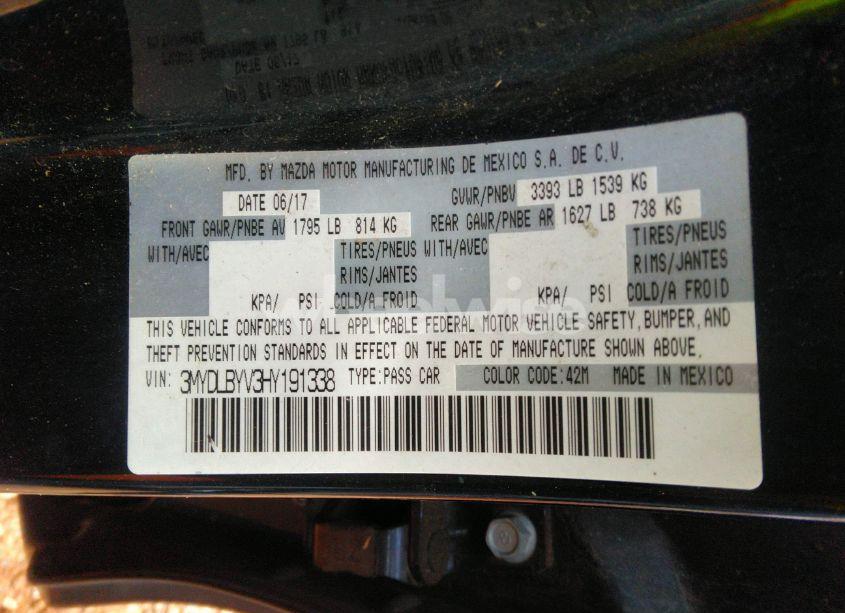 MFD. BY MAZDA MOTOR MANUFACTURING DE MEXICO S.A. DE C.V.
DATE 06/17 GVWR/PNBV 3393 LB 1539 KG
FRONT GAWR/PNBE AV 1795 LB 814 KG REAR GAWR/PNBE AR 1627 LB 738 KG
WITH/AVEC TIRES/PNEUS WITH/AVEC TIRES/PNEUS
RIMS/JANTES RIMS/JANTES
KPA/ PSI COLD/A FROID KPA/ PSI COLD/A FROID
THIS VEHICLE CONFORMS TO ALL APPLICABLE FEDERAL MOTOR VEHICLE SAFETY, BUMPER, AND
THEFT PREVENTION STANDARDS IN EFFECT ON THE DATE OF MANUFACTURE SHOWN ABOVE.
VIN: 3MYDLBYV3HY191338 TYPE:PASS CAR COLOR CODE:42M MADE IN MEXICO